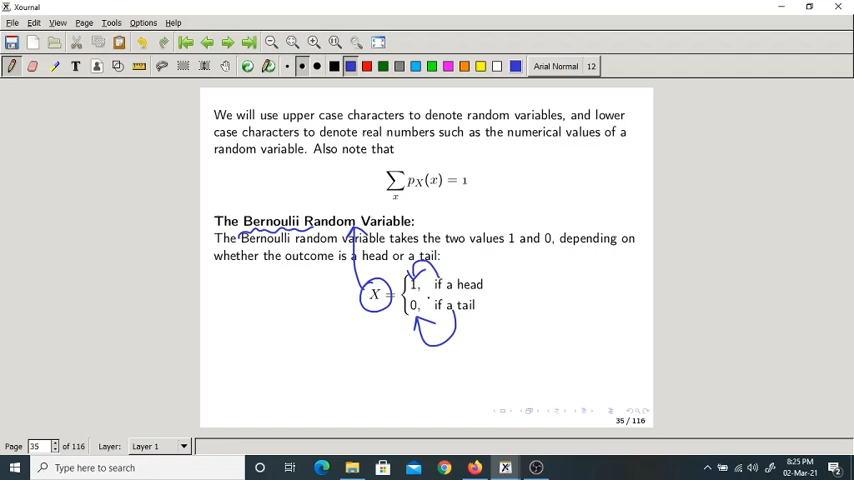 Xournal
File Edit View Page Tools Options Help
Arial Normal 12
We will use upper case characters to denote random variables, and lower
case characters to denote real numbers such as the numerical values of a
random variable. Also note that
∑ₓ p_X(x) = 1
The Bernoulii Random Variable:
The Bernoulli random variable takes the two values 1 and 0, depending on
whether the outcome is a head or a tail:
X = { 1, if a head
0, if a tail
35 / 116
Page 35 of 116 Layer: Layer 1
Type here to search
8:25 PM
02-Mar-21
2